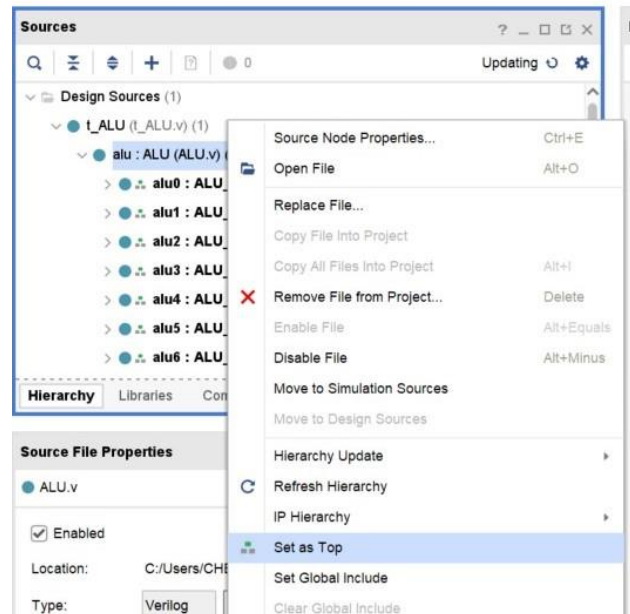 Sources
? _
0
Updating
Design Sources (1)
t_ALU (t_ALU.v) (1)
alu : ALU (ALU.v) (
alu0 : ALU_
alu1 : ALU_
alu2 : ALU_
alu3 : ALU_
alu4 : ALU_
alu5 : ALU_
alu6 : ALU_
Hierarchy Libraries Com
Source File Properties
ALU.v
Enabled
Location: C:/Users/CHE
Type: Verilog
Source Node Properties... Ctrl+E
Open File Alt+O
Replace File...
Copy File Into Project
Copy All Files Into Project Alt+I
Remove File from Project... Delete
Enable File Alt+Equals
Disable File Alt+Minus
Move to Simulation Sources
Move to Design Sources
Hierarchy Update
Refresh Hierarchy
IP Hierarchy
Set as Top
Set Global Include
Clear Global Include